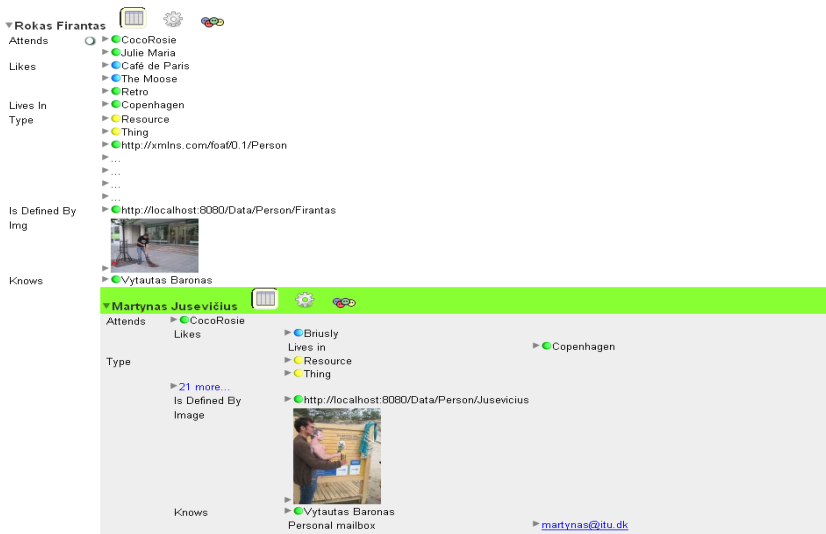 Rokas Firantas
Attends CocoRosie
Julie Maria
Likes Café de Paris
The Moose
Retro
Lives In Copenhagen
Type Resource
Thing
http://xmlns.com/foaf/0.1/Person
...
...
...
...
Is Defined By http://localhost:8080/Data/Person/Firantas
Img
Knows Vytautas Baronas
Martynas Jusevičius
Attends CocoRosie
Likes Briusly
Lives in Copenhagen
Type Resource
Thing
21 more...
Is Defined By http://localhost:8080/Data/Person/Jusevicius
Image
Knows Vytautas Baronas
Personal mailbox martynas@itu.dk